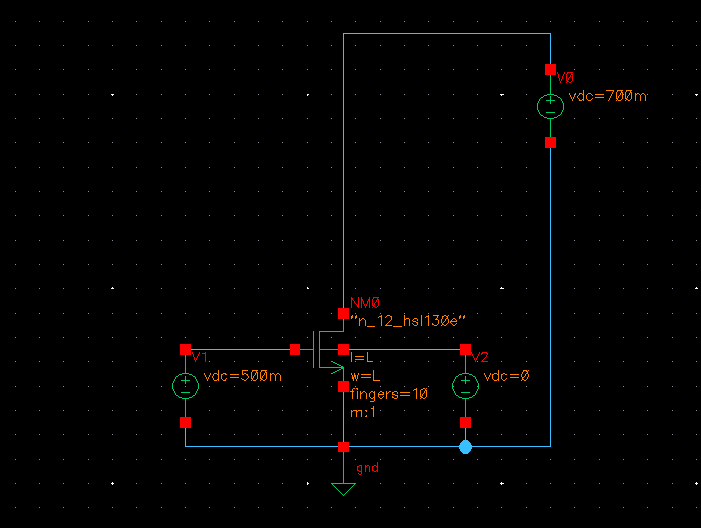 V0
vdc=700m
NM0
"n_12_hsl130e"
V1
l=L
V2
vdc=500m
w=L
vdc=0
fingers=10
m:1
gnd